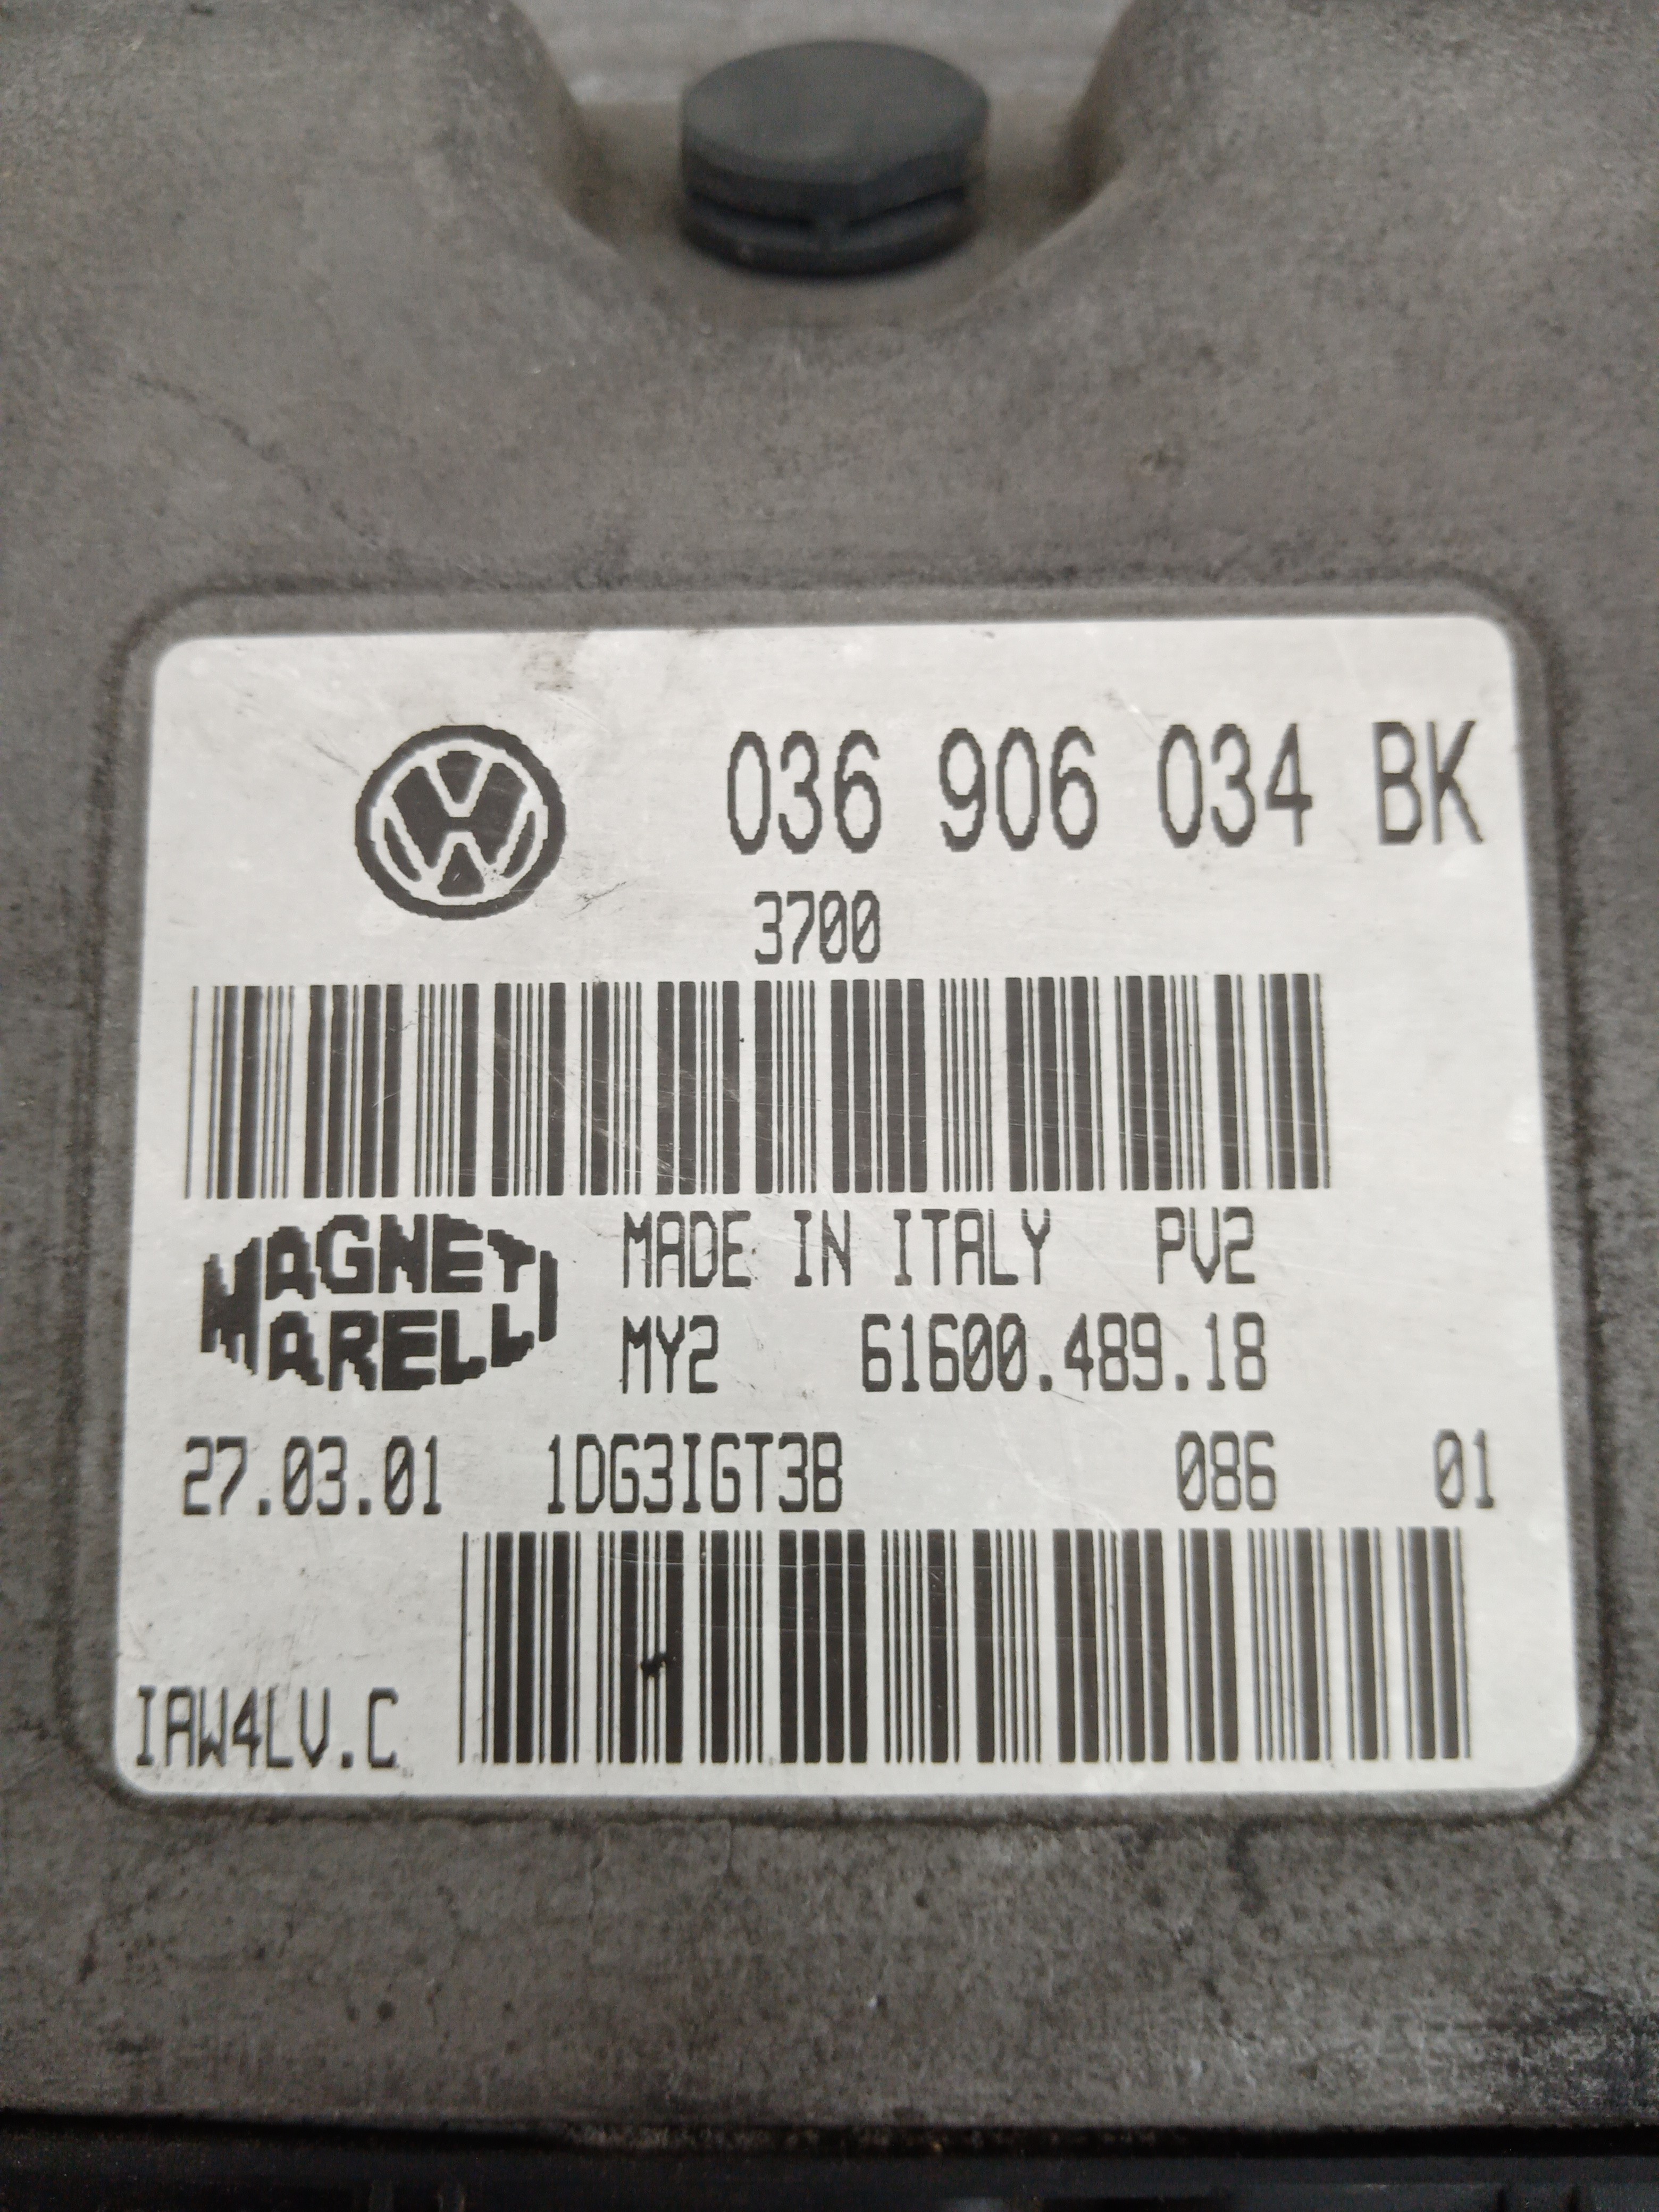 036 906 034 BK
3700
MAGNETI
MARELLI
MADE IN ITALY PV2
MY2 61600.489.18
27.03.01 1DG3IGT3B 086 01
IAW4LV.C